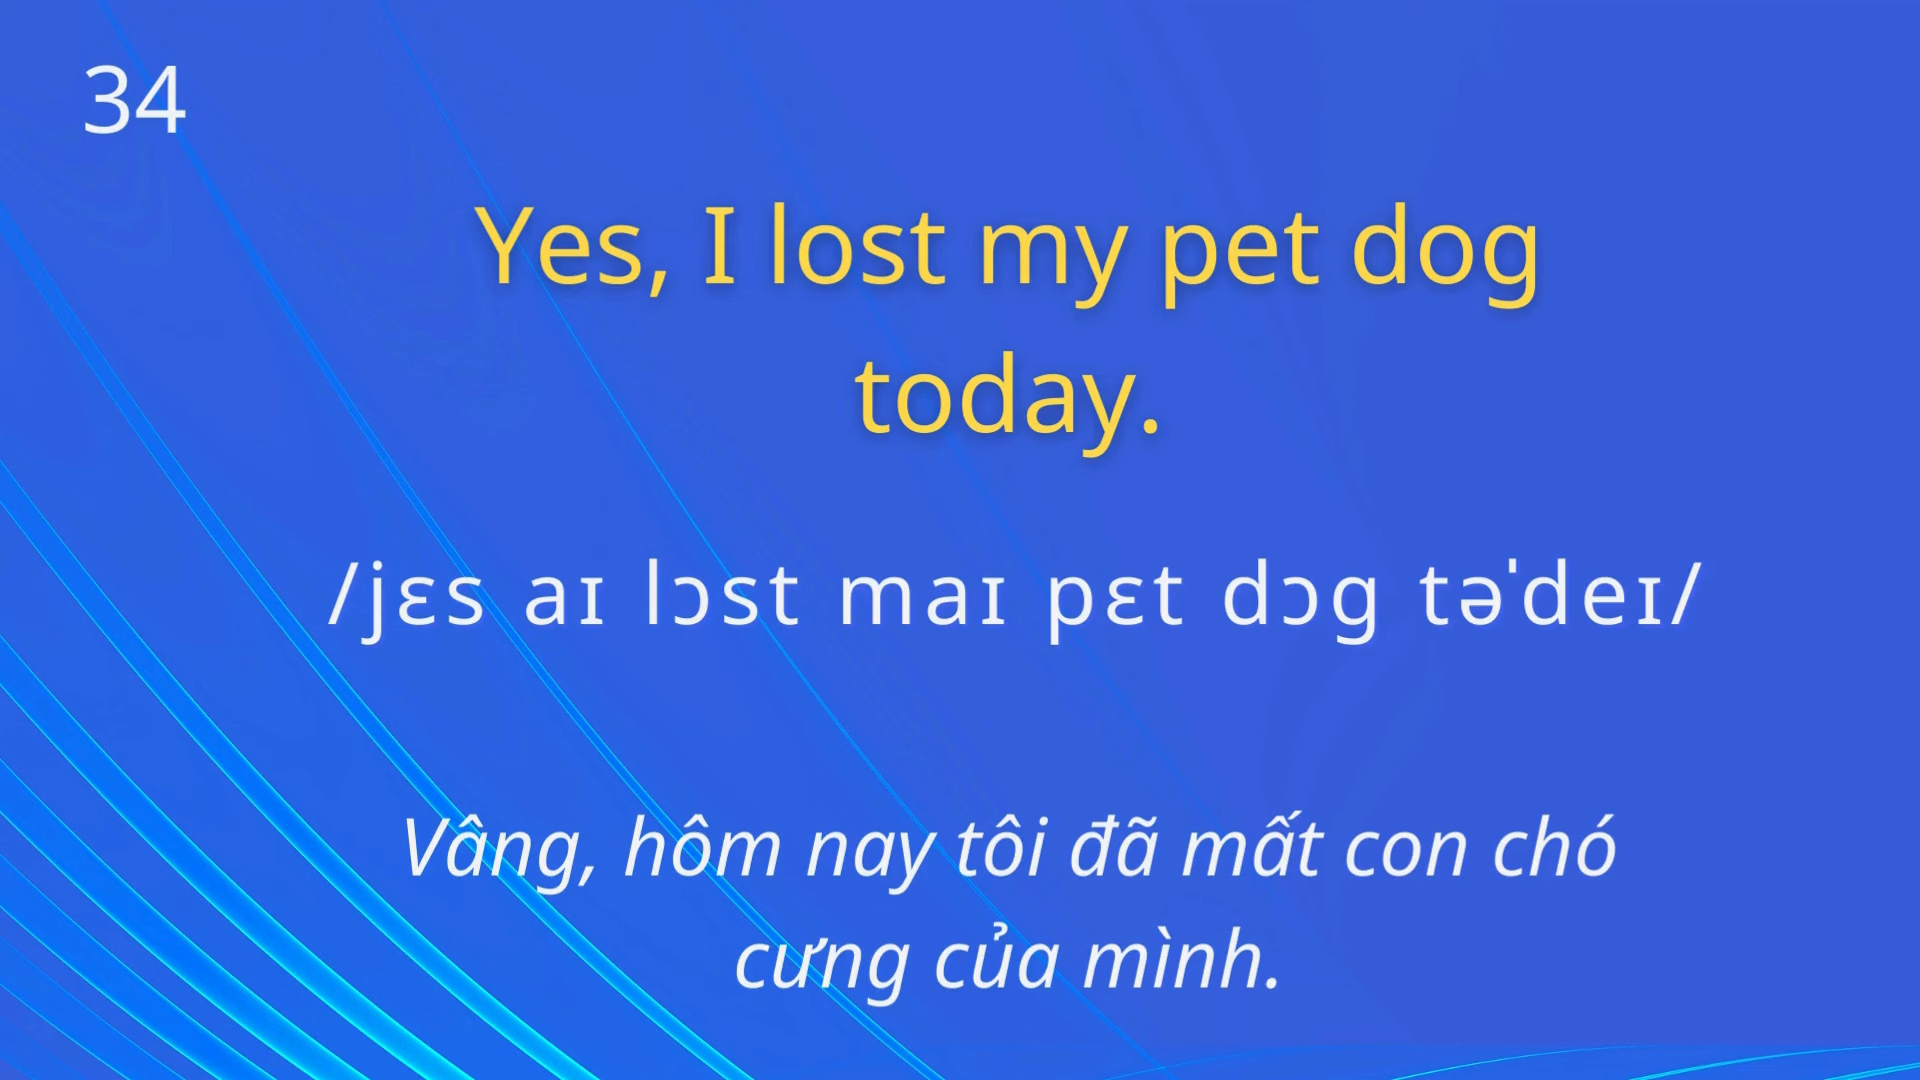 34
Yes, I lost my pet dog
today.
/jɛs aɪ lɔst maɪ pɛt dɔg təˈdeɪ/
Vâng, hôm nay tôi đã mất con chó
cưng của mình.